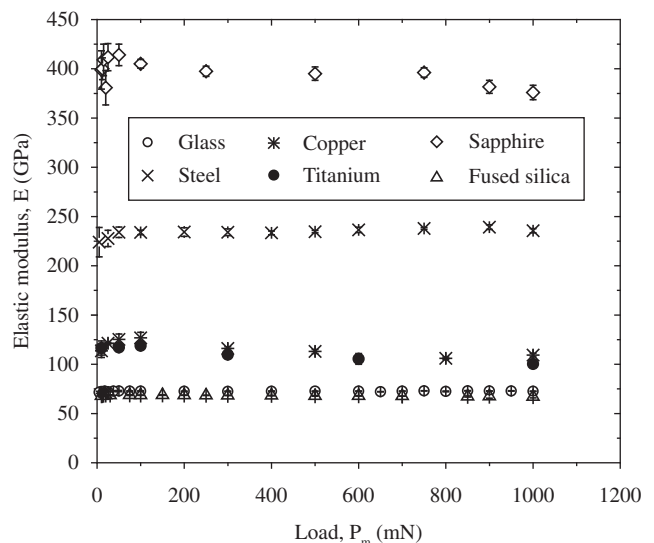 Elastic modulus, E (GPa)
450
400
350
300
250
200
150
100
50
0
Glass Copper Sapphire
Steel Titanium Fused silica
0 200 400 600 800 1000 1200
Load, Pm (mN)